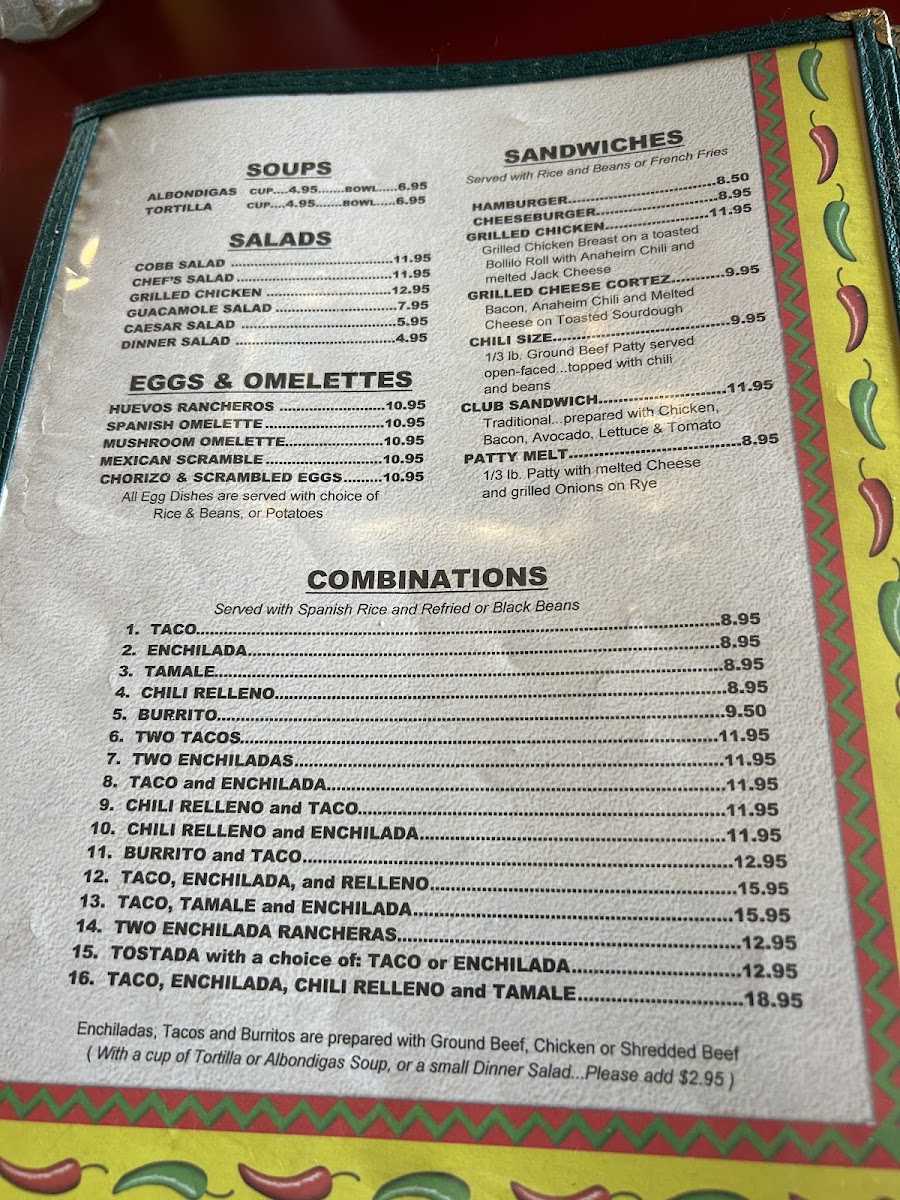 SOUPS
ALBONDIGAS CUP....4.95.......BOWL.....6.95
TORTILLA CUP....4.95.......BOWL.....6.95
SALADS
COBB SALAD ................................11.95
CHEF'S SALAD...............................11.95
GRILLED CHICKEN ........................12.95
GUACAMOLE SALAD ........................7.95
CAESAR SALAD ..............................5.95
DINNER SALAD ..............................4.95
EGGS & OMELETTES
HUEVOS RANCHEROS ....................10.95
SPANISH OMELETTE.......................10.95
MUSHROOM OMELETTE...................10.95
MEXICAN SCRAMBLE.......................10.95
CHORIZO & SCRAMBLED EGGS.........10.95
All Egg Dishes are served with choice of
Rice & Beans, or Potatoes
SANDWICHES
Served with Rice and Beans or French Fries
HAMBURGER..............................8.50
CHEESEBURGER.........................8.95
GRILLED CHICKEN.....................11.95
Grilled Chicken Breast on a toasted
Bollilo Roll with Anaheim Chili and
melted Jack Cheese
GRILLED CHEESE CORTEZ..........9.95
Bacon, Anaheim Chili and Melted
Cheese on Toasted Sourdough
CHILI SIZE...................................9.95
1/3 lb. Ground Beef Patty served
open-faced...topped with chili
and beans
CLUB SANDWICH.........................11.95
Traditional...prepared with Chicken,
Bacon, Avocado, Lettuce & Tomato
PATTY MELT.................................8.95
1/3 lb. Patty with melted Cheese
and grilled Onions on Rye
COMBINATIONS
Served with Spanish Rice and Refried or Black Beans
1. TACO..........................................................................8.95
2. ENCHILADA.................................................................8.95
3. TAMALE.......................................................................8.95
4. CHILI RELLENO............................................................8.95
5. BURRITO......................................................................9.50
6. TWO TACOS.................................................................11.95
7. TWO ENCHILADAS........................................................11.95
8. TACO and ENCHILADA...................................................11.95
9. CHILI RELLENO and TACO..............................................11.95
10. CHILI RELLENO and ENCHILADA.....................................11.95
11. BURRITO and TACO......................................................12.95
12. TACO, ENCHILADA, and RELLENO....................................15.95
13. TACO, TAMALE and ENCHILADA......................................15.95
14. TWO ENCHILADA RANCHERAS.........................................12.95
15. TOSTADA with a choice of: TACO or ENCHILADA....................12.95
16. TACO, ENCHILADA, CHILI RELLENO and TAMALE....................18.95
Enchiladas, Tacos and Burritos are prepared with Ground Beef, Chicken or Shredded Beef
( With a cup of Tortilla or Albondigas Soup, or a small Dinner Salad...Please add $2.95 )